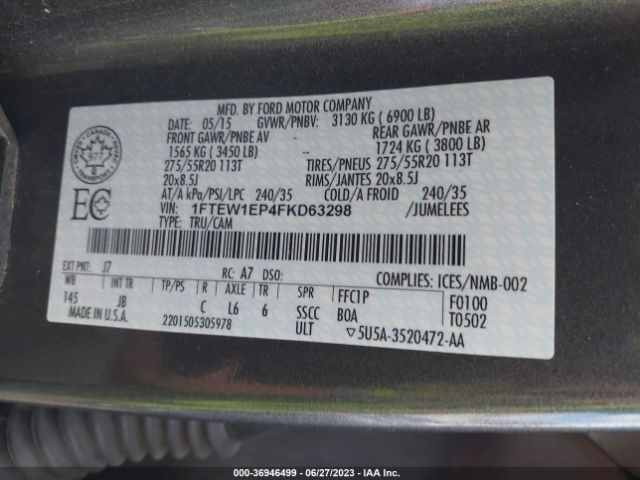 MFD. BY FORD MOTOR COMPANY
DATE: 05/15 GVWR/PNBV: 3130 KG ( 6900 LB)
FRONT GAWR/PNBE AV REAR GAWR/PNBE AR
1565 KG ( 3450 LB) -- 1724 KG ( 3800 LB)
275/55R20 113T TIRES/PNEUS 275/55R20 113T
20x8.5J RIMS/JANTES 20x8.5J
AT/A kPa/PSI/LPC 240/35 COLD/A FROID 240/35
VIN: 1FTEW1EP4FKD63298 /JUMELEES
TYPE: TRU/CAM
CANADA
977
EC
EXT PNT: J7 RC: A7 DSO: COMPLIES: ICES/NMB-002
WB INT TR TP/PS R AXLE TR SPR FFC1P F0100
145 JB C L6 6 SSCC BOA T0502
MADE IN U.S.A. 2201505305978 ULT ▽5U5A-3520472-AA
000-36946499 - 06/27/2023 - IAA Inc.